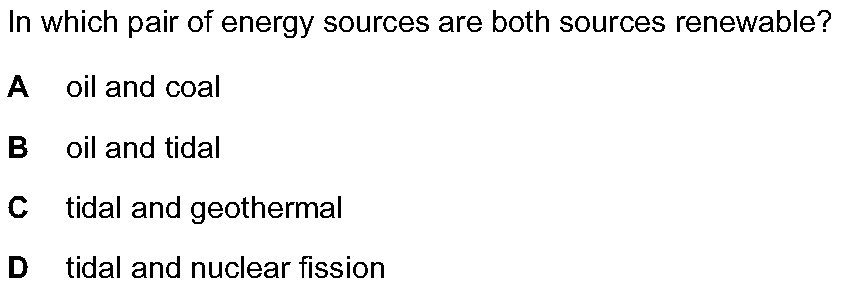 In which pair of energy sources are both sources renewable?
A oil and coal
B oil and tidal
C tidal and geothermal
D tidal and nuclear fission